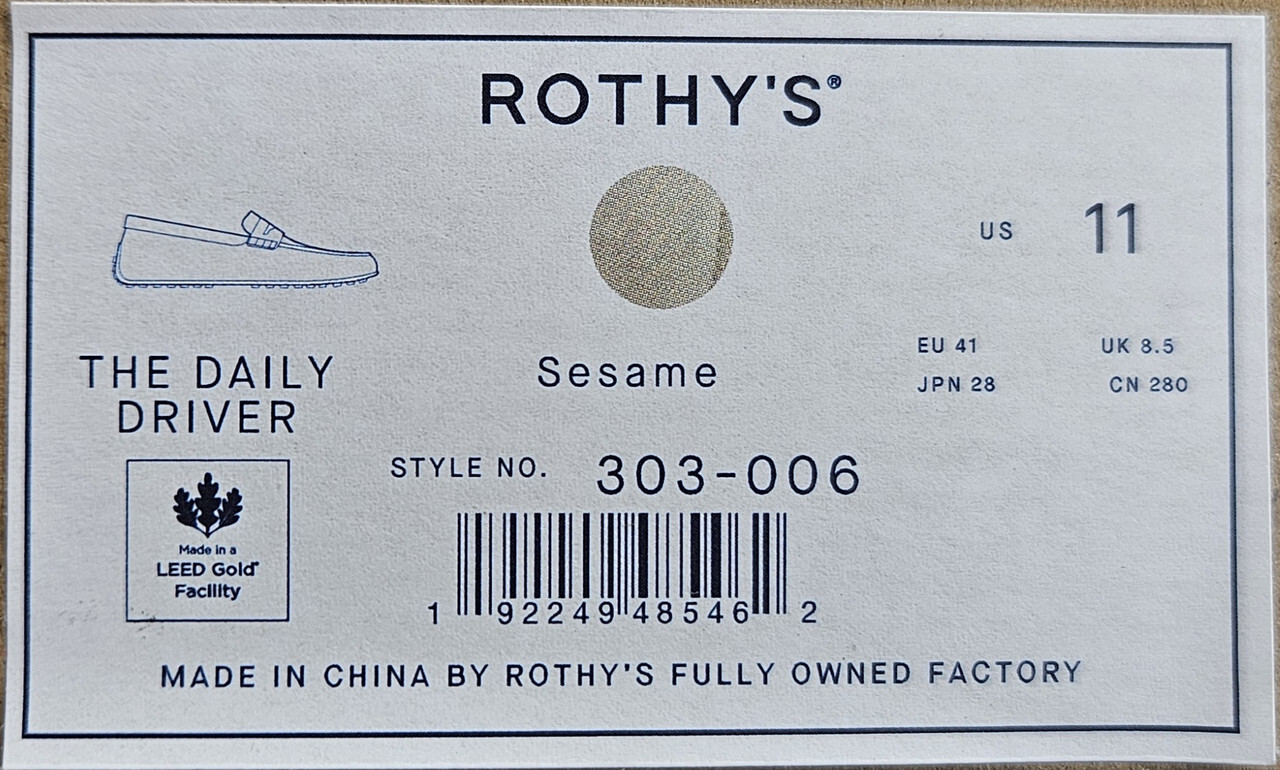 ROTHY'S®
US 11
EU 41 UK 8.5
JPN 28 CN 280
THE DAILY
DRIVER
Sesame
STYLE NO. 303-006
Made in a
LEED Gold®
Facility
1 92249 48546 2
MADE IN CHINA BY ROTHY'S FULLY OWNED FACTORY